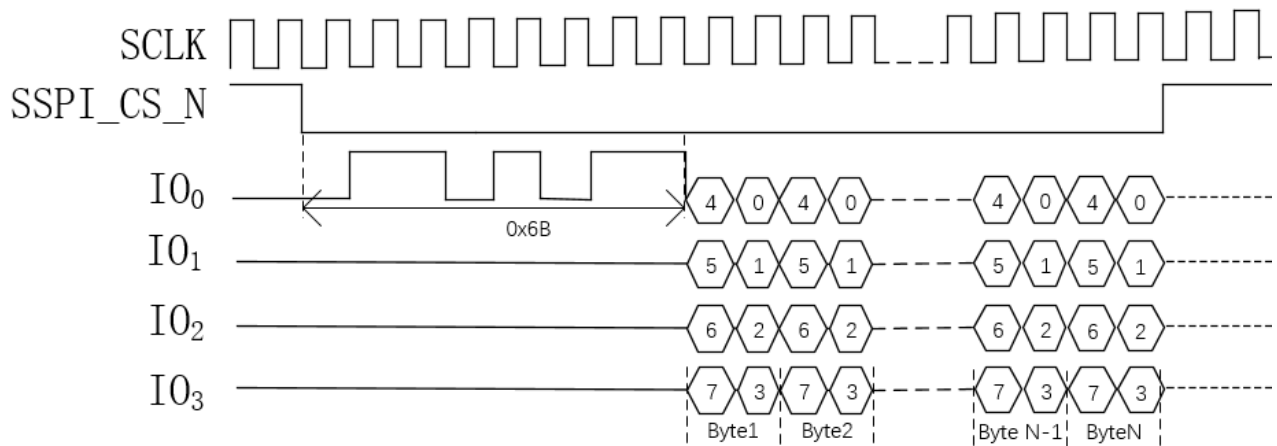 SCLK
SSPI_CS_N
IO₀ 4 0 4 0 4 0 4 0
0x6B
IO₁ 5 1 5 1 5 1 5 1
IO₂ 6 2 6 2 6 2 6 2
IO₃ 7 3 7 3 7 3 7 3
Byte1 Byte2 Byte N-1 ByteN